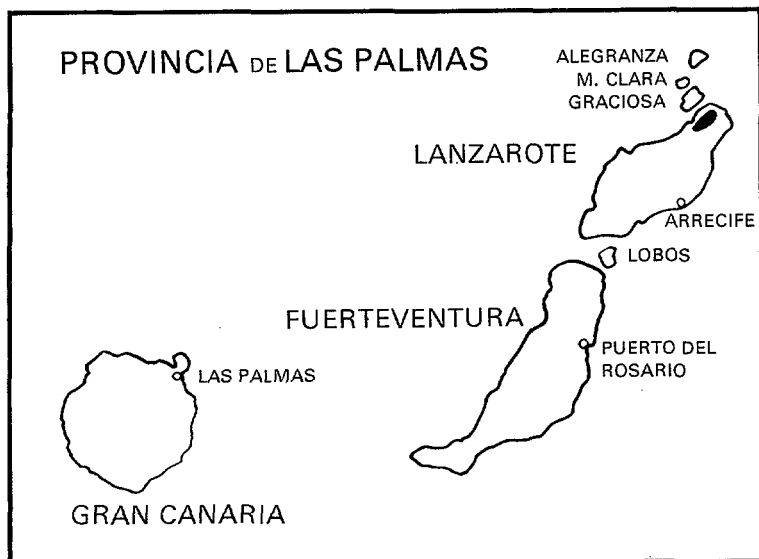 PROVINCIA DE LAS PALMAS
ALEGRANZA
M. CLARA
GRACIOSA
LANZAROTE
ARRECIFE
LOBOS
FUERTEVENTURA
PUERTO DEL
ROSARIO
LAS PALMAS
GRAN CANARIA